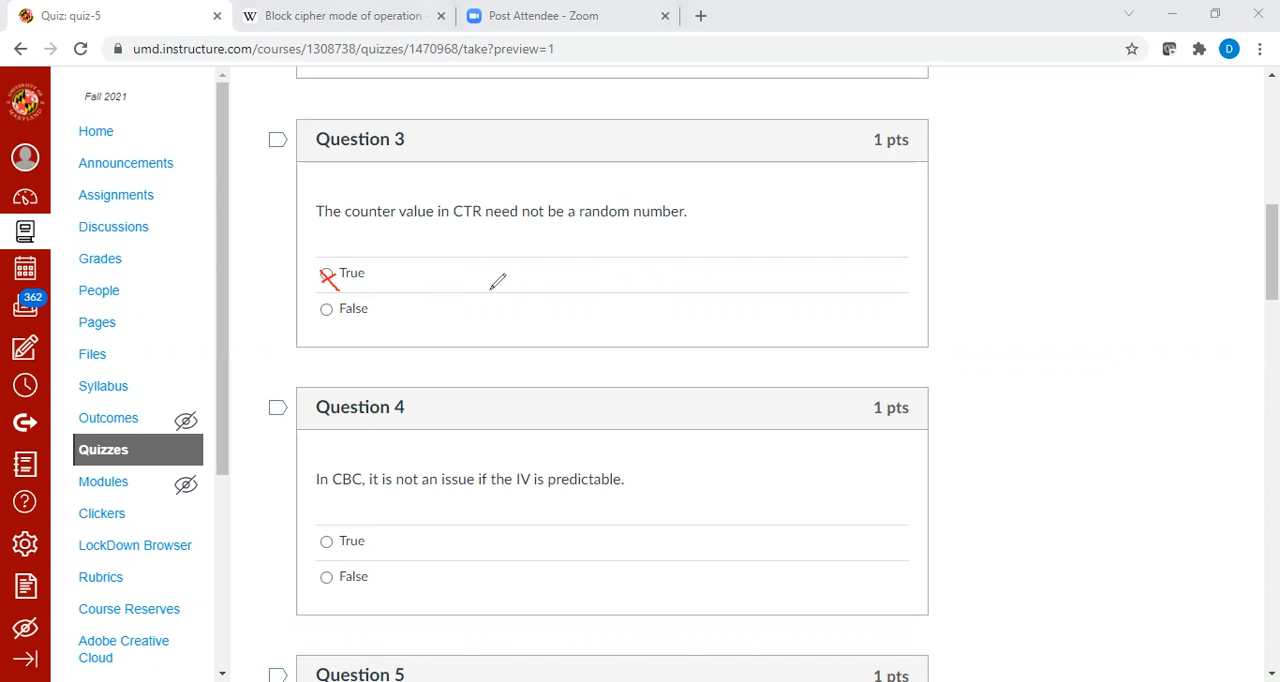 Quiz: quiz-5
W Block cipher mode of operation -
Post Attendee - Zoom
umd.instructure.com/courses/1308738/quizzes/1470968/take?preview=1
D
Fall 2021
Home
Announcements
Assignments
Discussions
Grades
People
Pages
Files
Syllabus
Outcomes
Quizzes
Modules
Clickers
LockDown Browser
Rubrics
Course Reserves
Adobe Creative
Cloud
362
Question 3 1 pts
The counter value in CTR need not be a random number.
True
False
Question 4 1 pts
In CBC, it is not an issue if the IV is predictable.
True
False
Question 5 1 pts